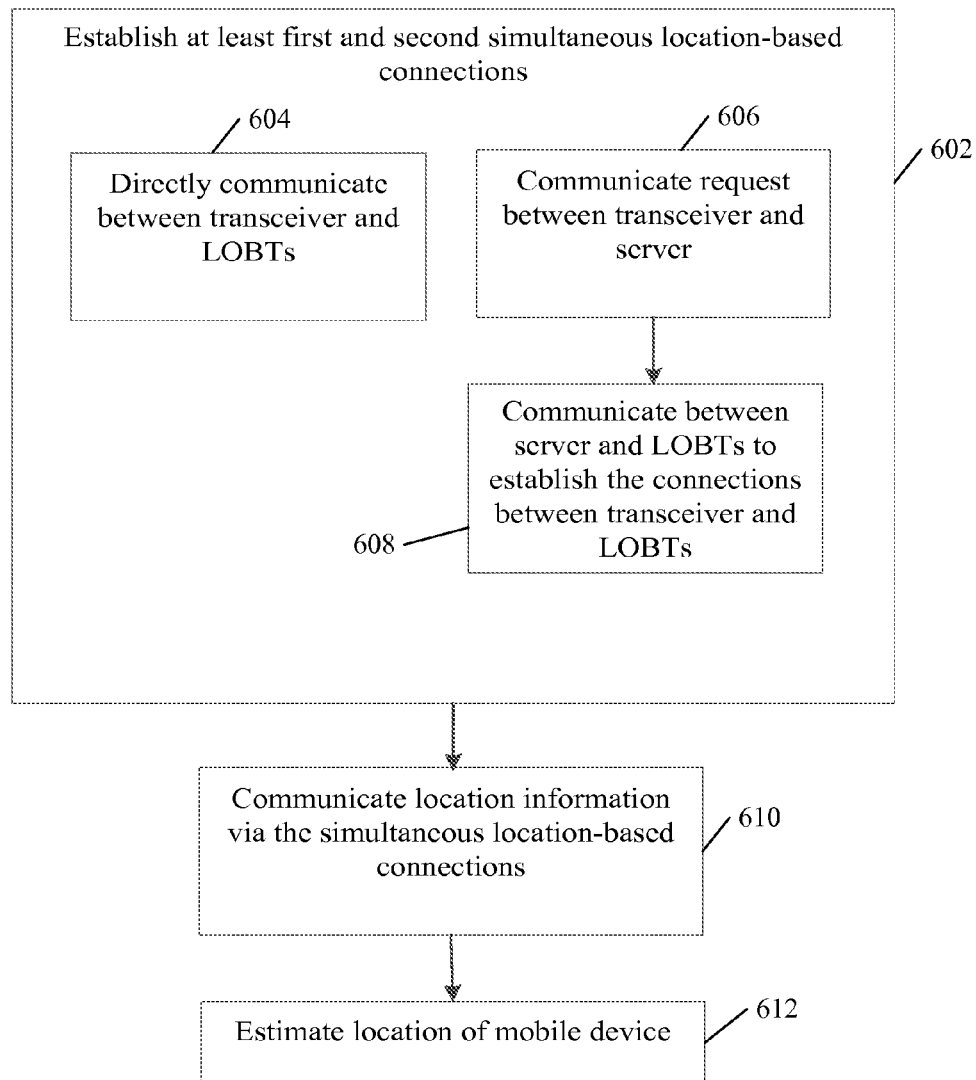 Establish at least first and second simultaneous location-based
connections
604
606
602
Directly communicate
between transceiver and
LOBTs
Communicate request
between transceiver and
server
Communicate between
server and LOBTs to
establish the connections
between transceiver and
LOBTs
608
Communicate location information
via the simultaneous location-based
connections
610
Estimate location of mobile device
612